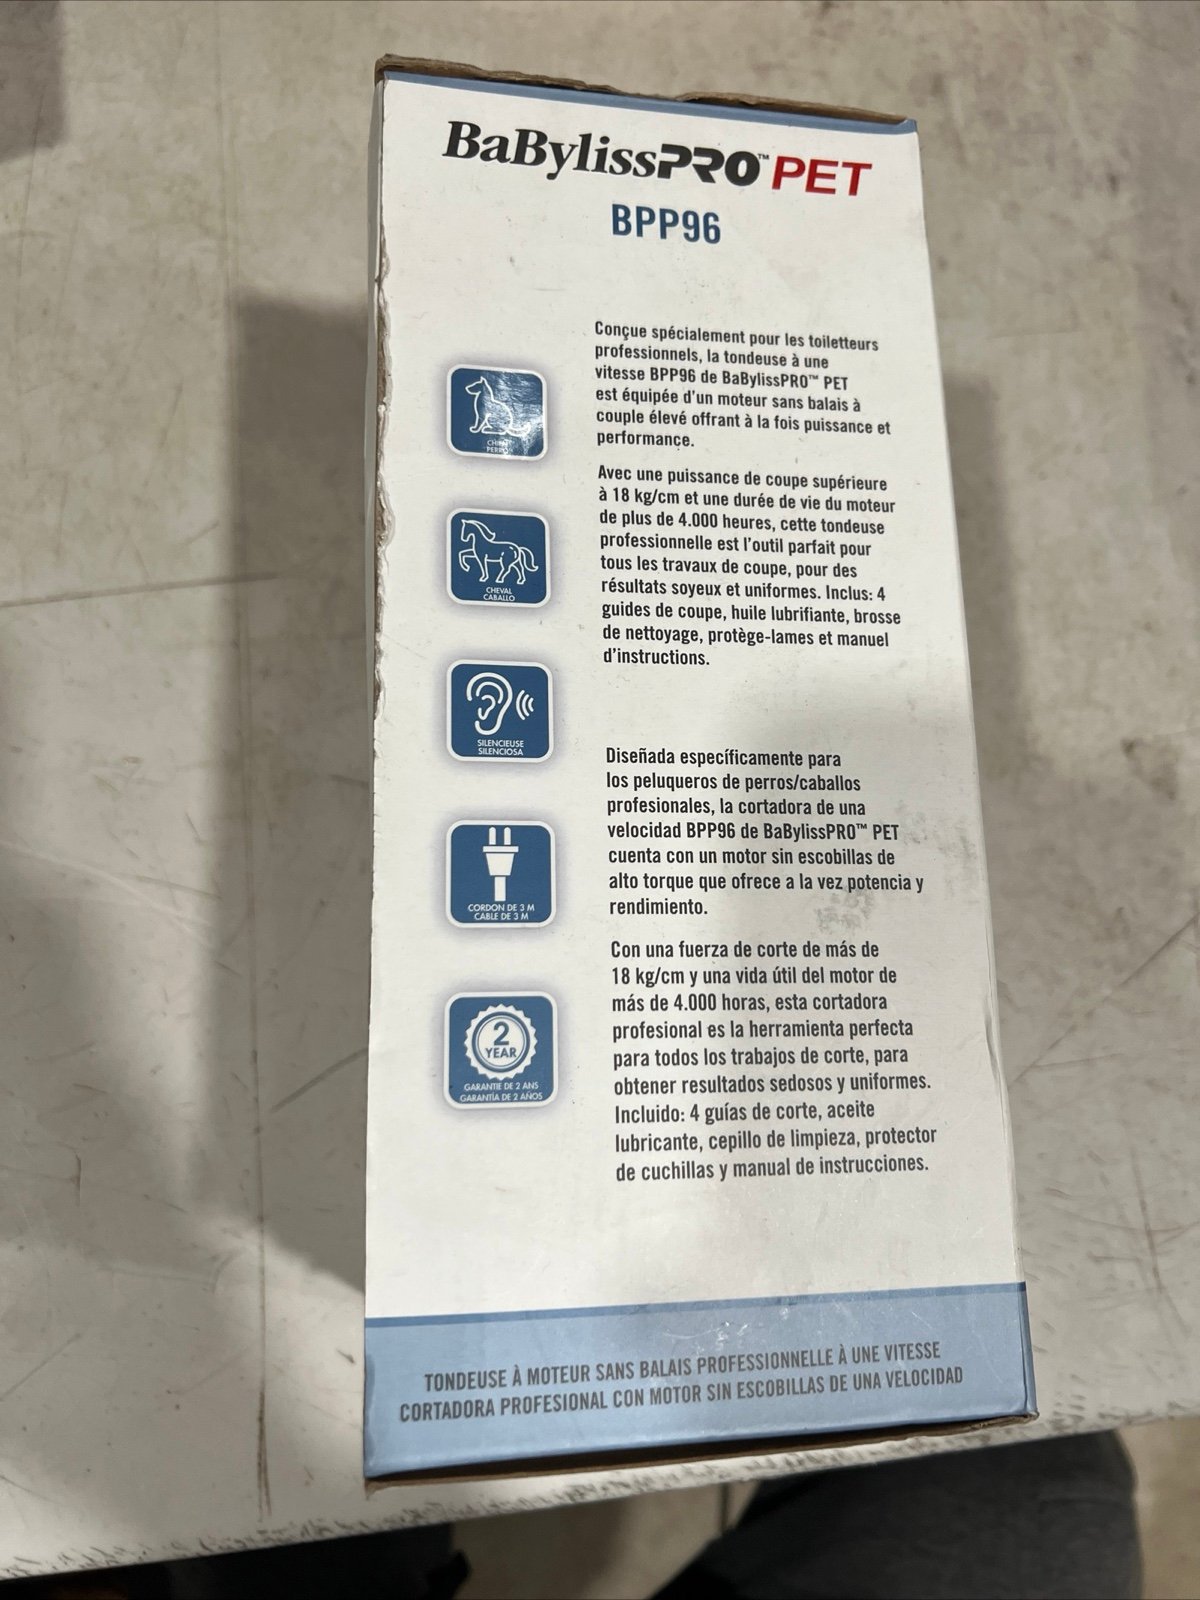 BaBylissPRO™ PET
BPP96
Conçue spécialement pour les toiletteurs
professionnels, la tondeuse à une
vitesse BPP96 de BaBylissPRO™ PET
est équipée d'un moteur sans balais à
couple élevé offrant à la fois puissance et
performance.
Avec une puissance de coupe supérieure
à 18 kg/cm et une durée de vie du moteur
de plus de 4.000 heures, cette tondeuse
professionnelle est l'outil parfait pour
tous les travaux de coupe, pour des
résultats soyeux et uniformes. Inclus: 4
guides de coupe, huile lubrifiante, brosse
de nettoyage, protège-lames et manuel
d'instructions.
Diseñada específicamente para
los peluqueros de perros/caballos
profesionales, la cortadora de una
velocidad BPP96 de BaBylissPRO™ PET
cuenta con un motor sin escobillas de
alto torque que ofrece a la vez potencia y
rendimiento.
Con una fuerza de corte de más de
18 kg/cm y una vida útil del motor de
más de 4.000 horas, esta cortadora
profesional es la herramienta perfecta
para todos los trabajos de corte, para
obtener resultados sedosos y uniformes.
Incluido: 4 guías de corte, aceite
lubricante, cepillo de limpieza, protector
de cuchillas y manual de instrucciones.
CHIEN
PERRO
CHEVAL
CABALLO
SILENCIEUSE
SILENCIOSA
CORDON DE 3 M
CABLE DE 3 M
2
YEAR
GARANTIE DE 2 ANS
GARANTÍA DE 2 AÑOS
TONDEUSE À MOTEUR SANS BALAIS PROFESSIONNELLE À UNE VITESSE
CORTADORA PROFESIONAL CON MOTOR SIN ESCOBILLAS DE UNA VELOCIDAD